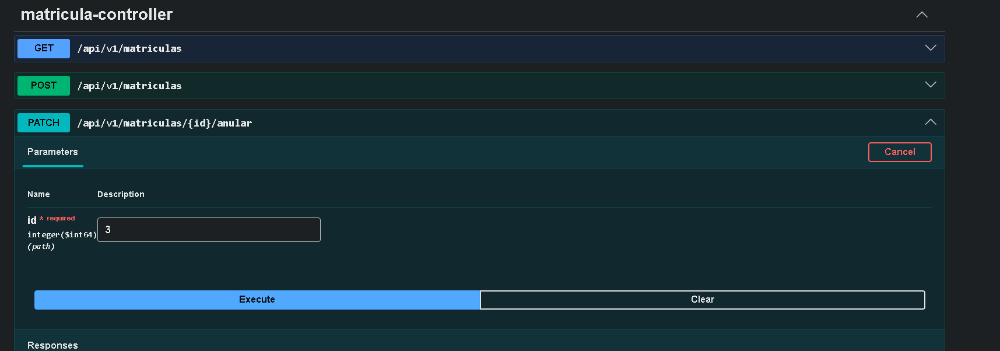 matricula-controller
GET /api/v1/matriculas
POST /api/v1/matriculas
PATCH /api/v1/matriculas/{id}/anular
Parameters
Cancel
Name Description
id * required
integer($int64)
(path)
3
Execute Clear
Responses